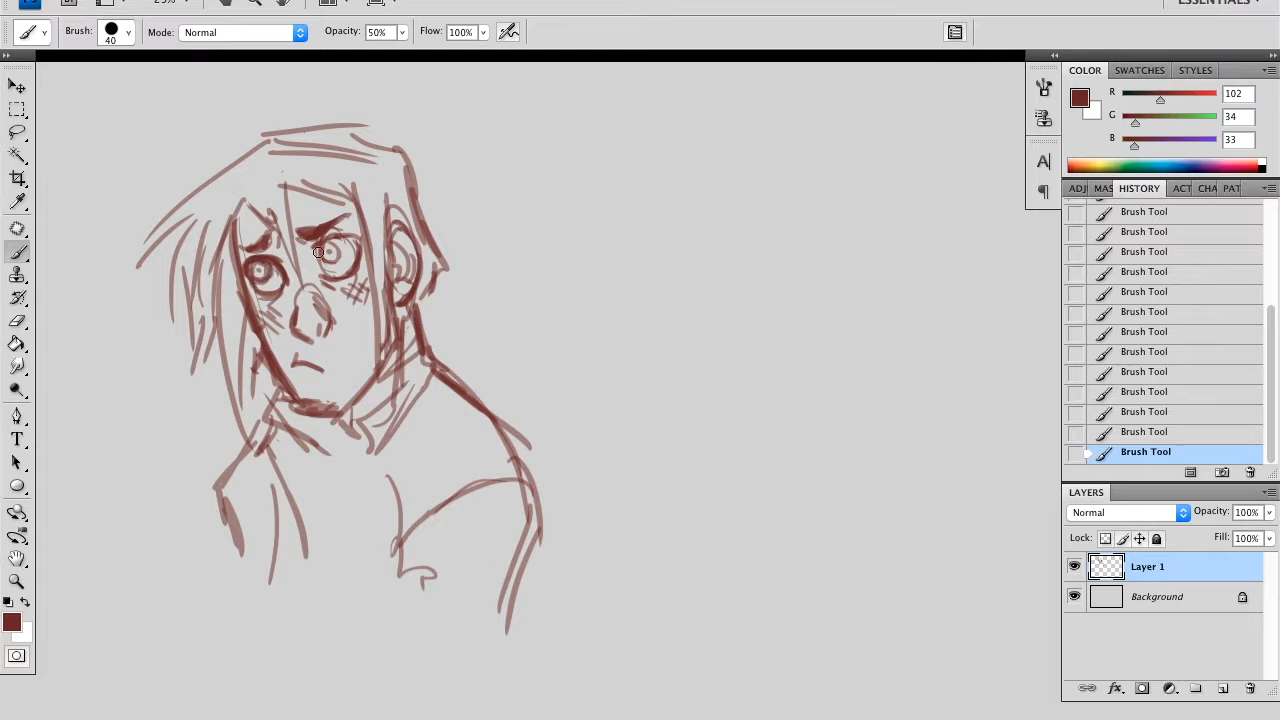 25% ESSENTIALS
Brush: 40 Mode: Normal Opacity: 50% Flow: 100%
COLOR SWATCHES STYLES
R 102
G 34
B 33
ADJ MAS HISTORY ACT CHA PAT
Brush Tool
Brush Tool
Brush Tool
Brush Tool
Brush Tool
Brush Tool
Brush Tool
Brush Tool
Brush Tool
Brush Tool
Brush Tool
Brush Tool
Brush Tool
LAYERS
Normal Opacity: 100%
Lock: Fill: 100%
Layer 1
Background